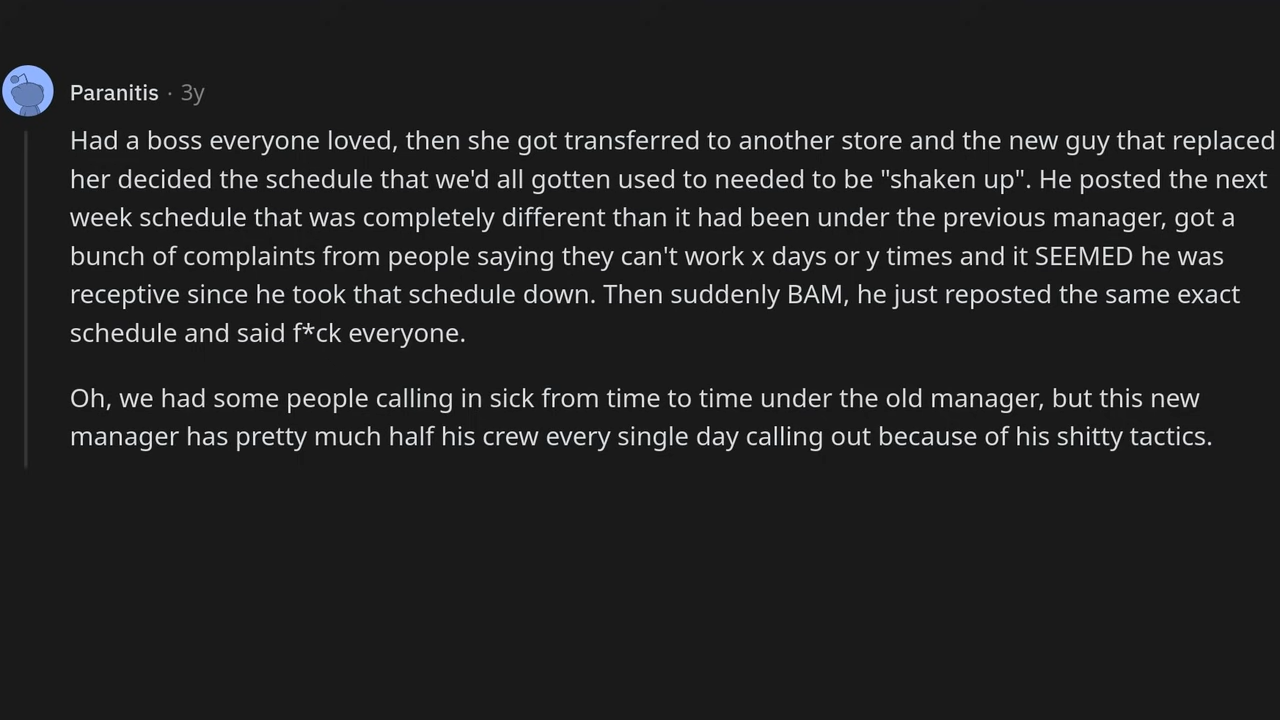 Paranitis · 3y
Had a boss everyone loved, then she got transferred to another store and the new guy that replaced
her decided the schedule that we'd all gotten used to needed to be "shaken up". He posted the next
week schedule that was completely different than it had been under the previous manager, got a
bunch of complaints from people saying they can't work x days or y times and it SEEMED he was
receptive since he took that schedule down. Then suddenly BAM, he just reposted the same exact
schedule and said f*ck everyone.
Oh, we had some people calling in sick from time to time under the old manager, but this new
manager has pretty much half his crew every single day calling out because of his shitty tactics.